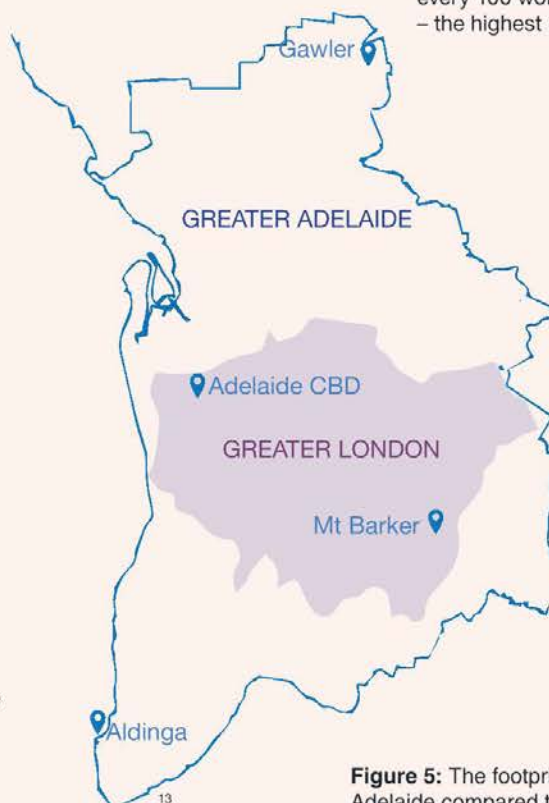 – the highest
Gawler
GREATER ADELAIDE
Adelaide CBD
GREATER LONDON
Mt Barker
Aldinga
13
Figure 5: The footpr
Adelaide compared t